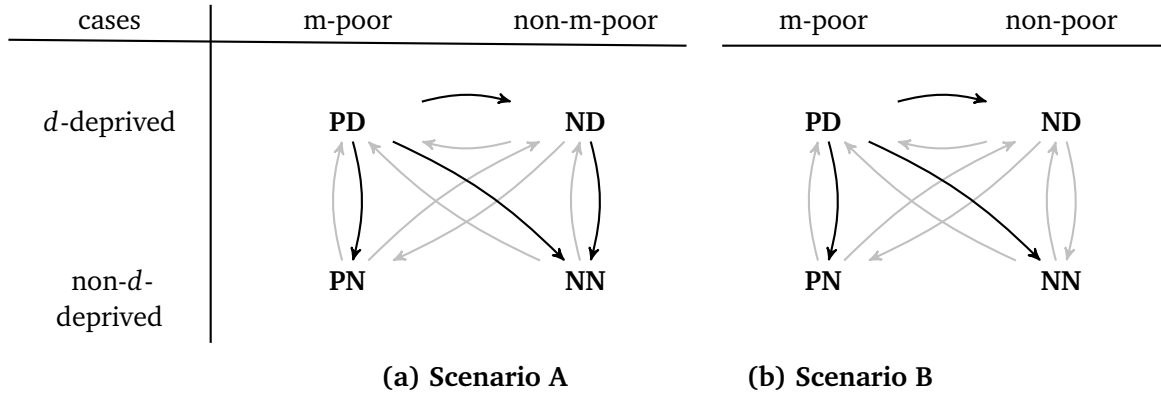 cases m-poor non-m-poor m-poor non-poor
d-deprived PD ND PD ND
non-d-
deprived
PN NN PN NN
(a) Scenario A (b) Scenario B